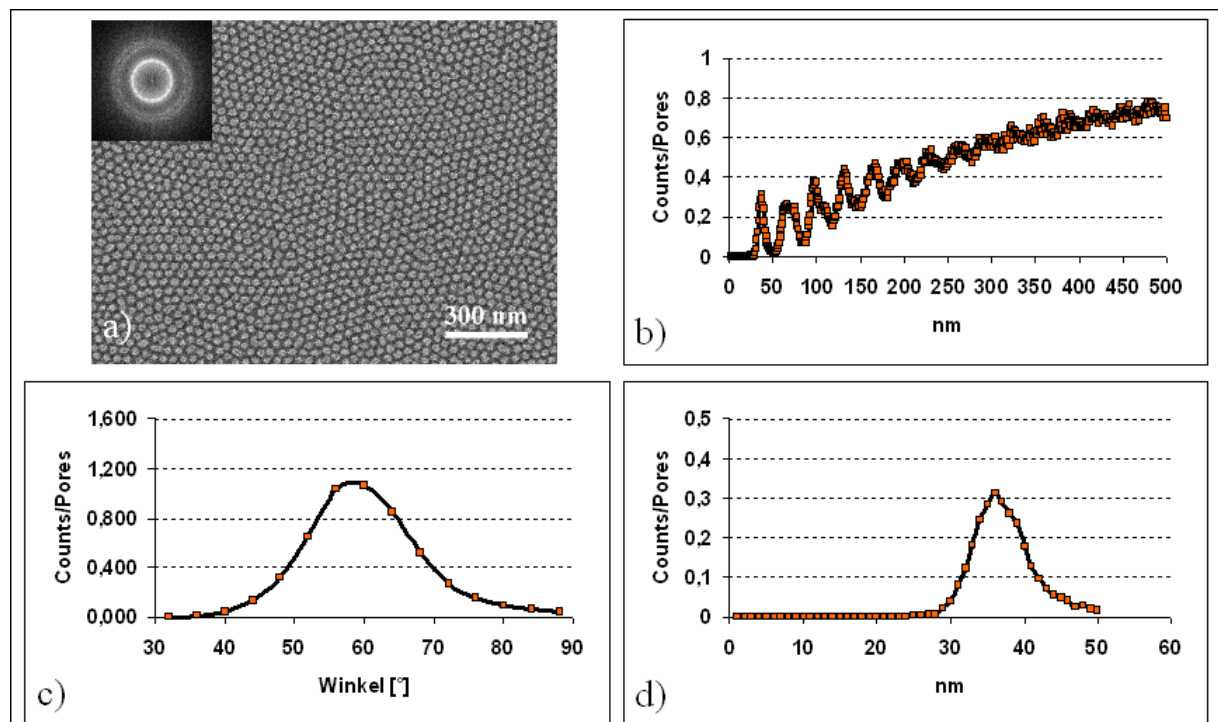 300 nm
a)
Counts/Pores
1
0,8
0,6
0,4
0,2
0
0 50 100 150 200 250 300 350 400 450 500
nm
b)
Counts/Pores
1,600
1,200
0,800
0,400
0,000
30 40 50 60 70 80 90
Winkel [°]
c)
Counts/Pores
0,5
0,4
0,3
0,2
0,1
0
0 10 20 30 40 50 60
nm
d)